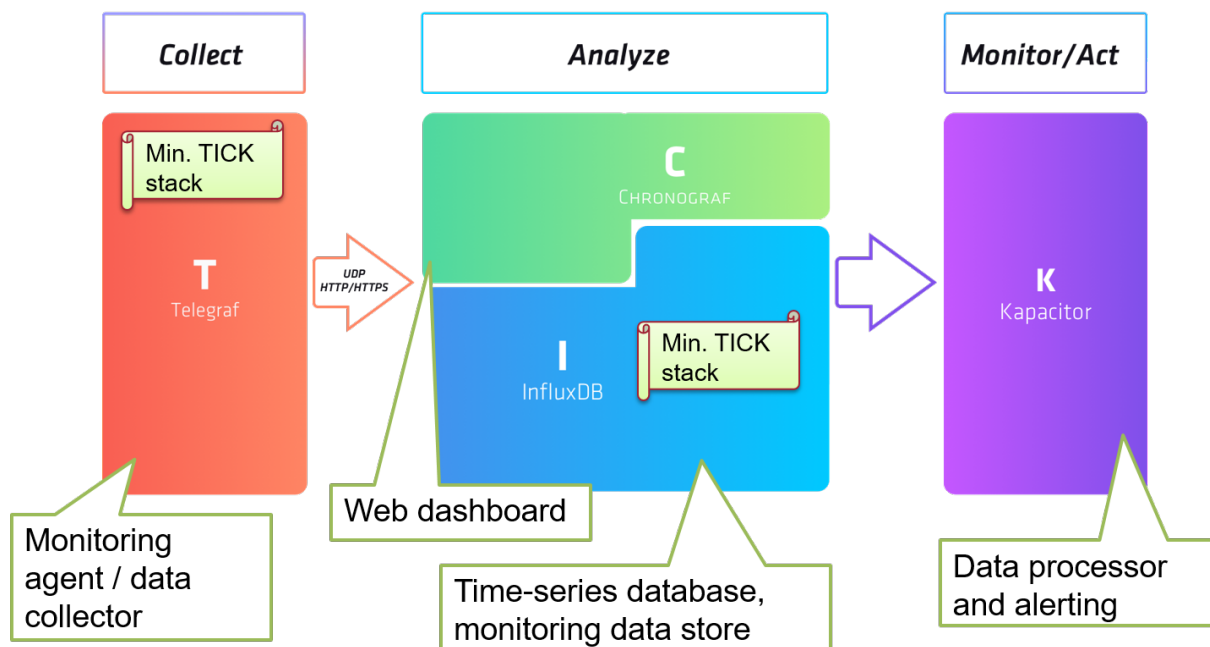 Collect
Analyze
Monitor/Act
Min. TICK
stack
T
Telegraf
UDP
HTTP/HTTPS
C
CHRONOGRAF
I
InfluxDB
Min. TICK
stack
K
Kapacitor
Monitoring
agent / data
collector
Web dashboard
Time-series database,
monitoring data store
Data processor
and alerting